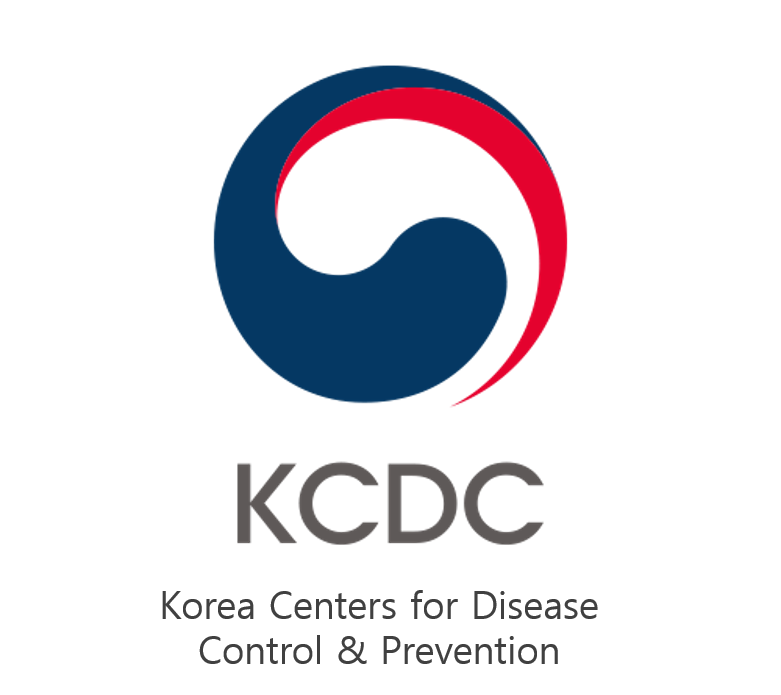 KCDC
Korea Centers for Disease
Control & Prevention